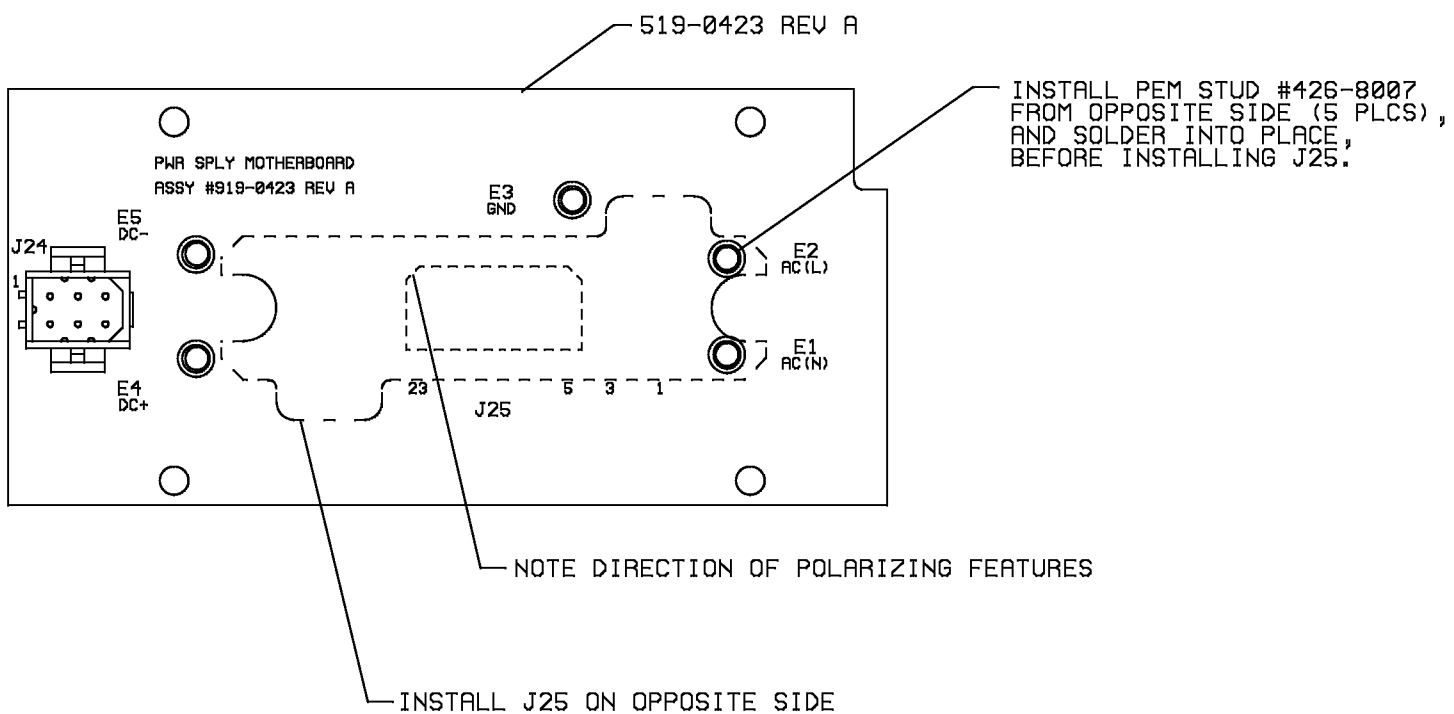 519-0423 REV A
INSTALL PEM STUD #426-8007
FROM OPPOSITE SIDE (5 PLCS),
AND SOLDER INTO PLACE,
BEFORE INSTALLING J25.
PWR SPLY MOTHERBOARD
ASSY #919-0423 REV A
E3
GND
E5
DC-
J24
1
E2
AC(L)
E1
AC(N)
E4
DC+
23 5 3 1
J25
NOTE DIRECTION OF POLARIZING FEATURES
INSTALL J25 ON OPPOSITE SIDE